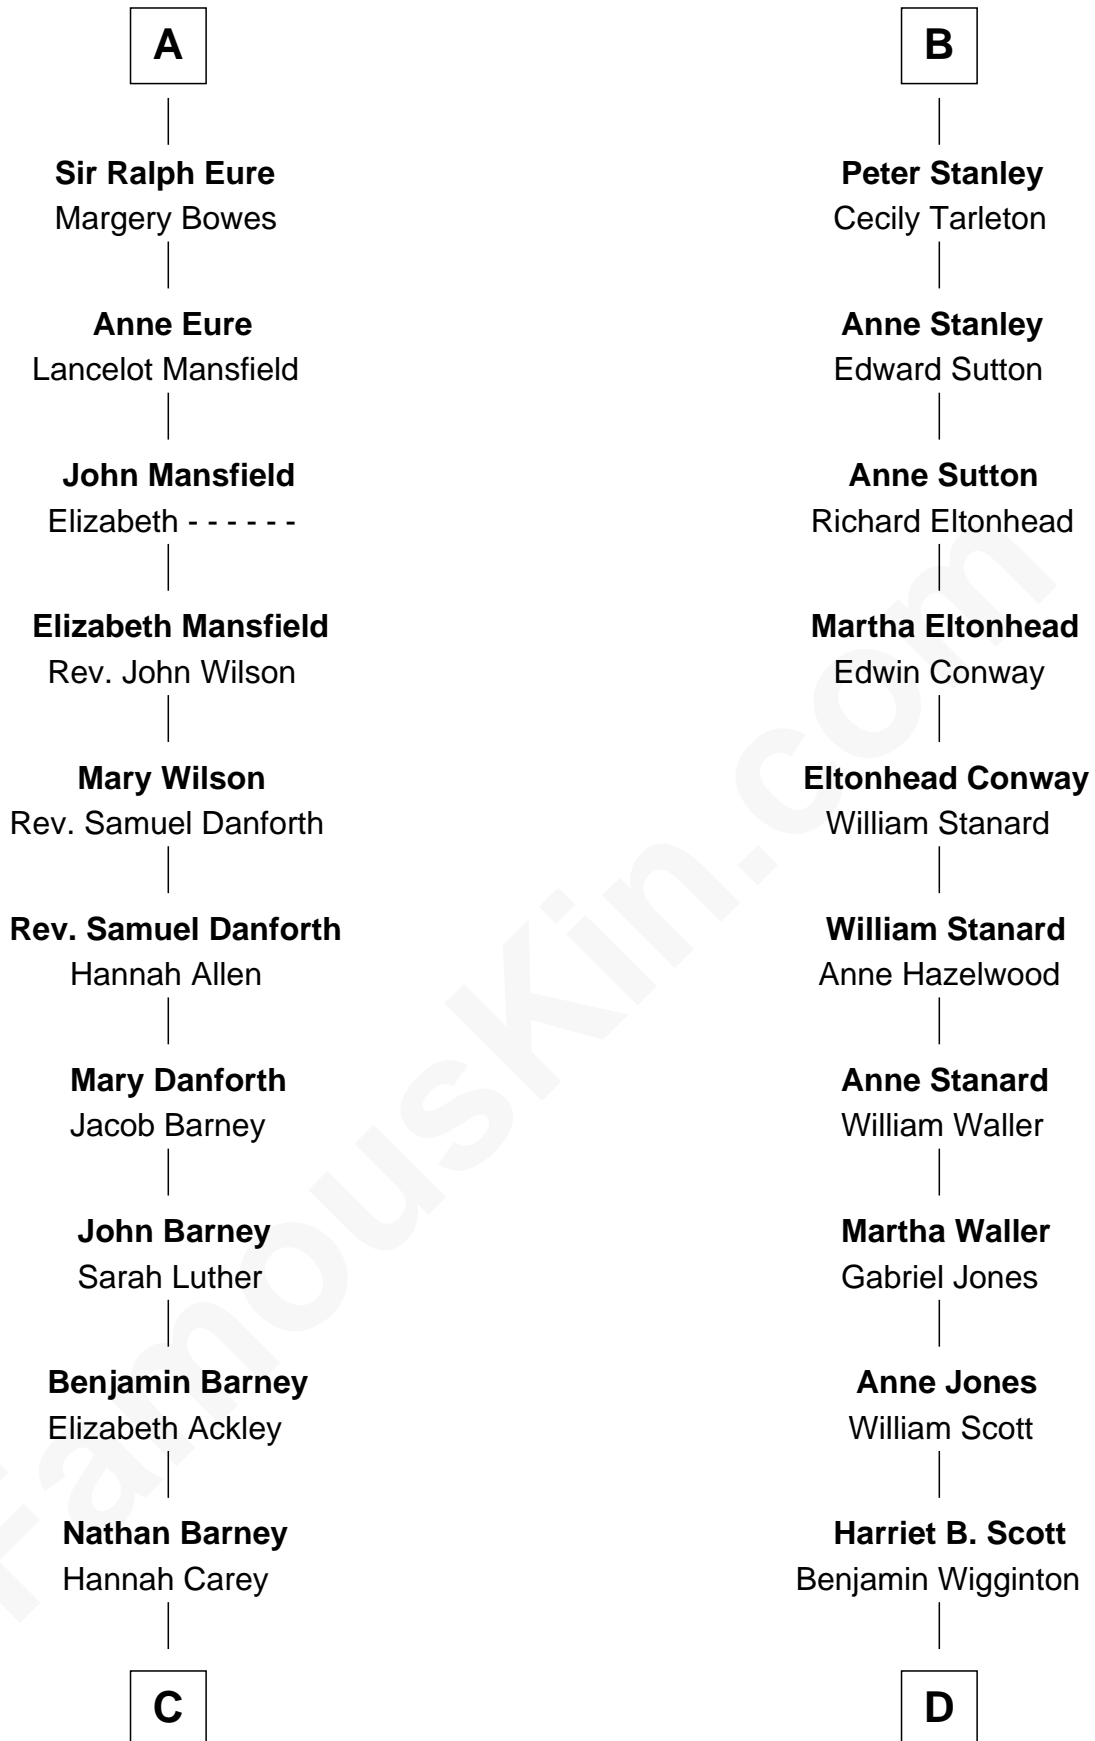 A
Sir Ralph Eure
Margery Bowes
Anne Eure
Lancelot Mansfield
John Mansfield
Elizabeth - - - - - -
Elizabeth Mansfield
Rev. John Wilson
Mary Wilson
Rev. Samuel Danforth
Rev. Samuel Danforth
Hannah Allen
Mary Danforth
Jacob Barney
John Barney
Sarah Luther
Benjamin Barney
Elizabeth Ackley
Nathan Barney
Hannah Carey
C
B
Peter Stanley
Cecily Tarleton
Anne Stanley
Edward Sutton
Anne Sutton
Richard Eltonhead
Martha Eltonhead
Edwin Conway
Eltonhead Conway
William Stanard
William Stanard
Anne Hazelwood
Anne Stanard
William Waller
Martha Waller
Gabriel Jones
Anne Jones
William Scott
Harriet B. Scott
Benjamin Wigginton
D
FamousKin.com